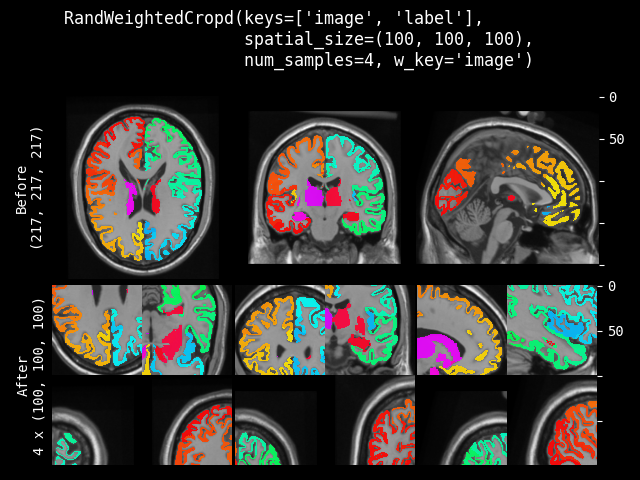 RandWeightedCropd(keys=['image', 'label'],
spatial_size=(100, 100, 100),
num_samples=4, w_key='image')
Before
(217, 217, 217)
0
50
After
4 x (100, 100, 100)
0
50